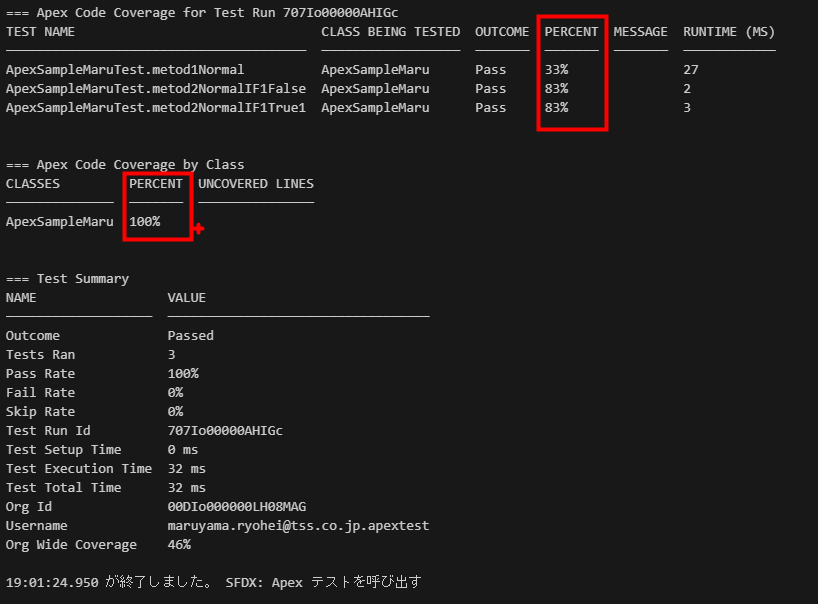 === Apex Code Coverage for Test Run 707Io00000AHIGc
TEST NAME CLASS BEING TESTED OUTCOME PERCENT MESSAGE RUNTIME (MS)
ApexSampleMaruTest.metod1Normal ApexSampleMaru Pass 33% 27
ApexSampleMaruTest.metod2NormalIF1False ApexSampleMaru Pass 83% 2
ApexSampleMaruTest.metod2NormalIF1True1 ApexSampleMaru Pass 83% 3
=== Apex Code Coverage by Class
CLASSES PERCENT UNCOVERED LINES
ApexSampleMaru 100%
=== Test Summary
NAME VALUE
Outcome Passed
Tests Ran 3
Pass Rate 100%
Fail Rate 0%
Skip Rate 0%
Test Run Id 707Io00000AHIGc
Test Setup Time 0 ms
Test Execution Time 32 ms
Test Total Time 32 ms
Org Id 00DIo000000LH08MAG
Username maruyama.ryohei@tss.co.jp.apextest
Org Wide Coverage 46%
19:01:24.950 が終了しました。 SFDX: Apex テストを呼び出す